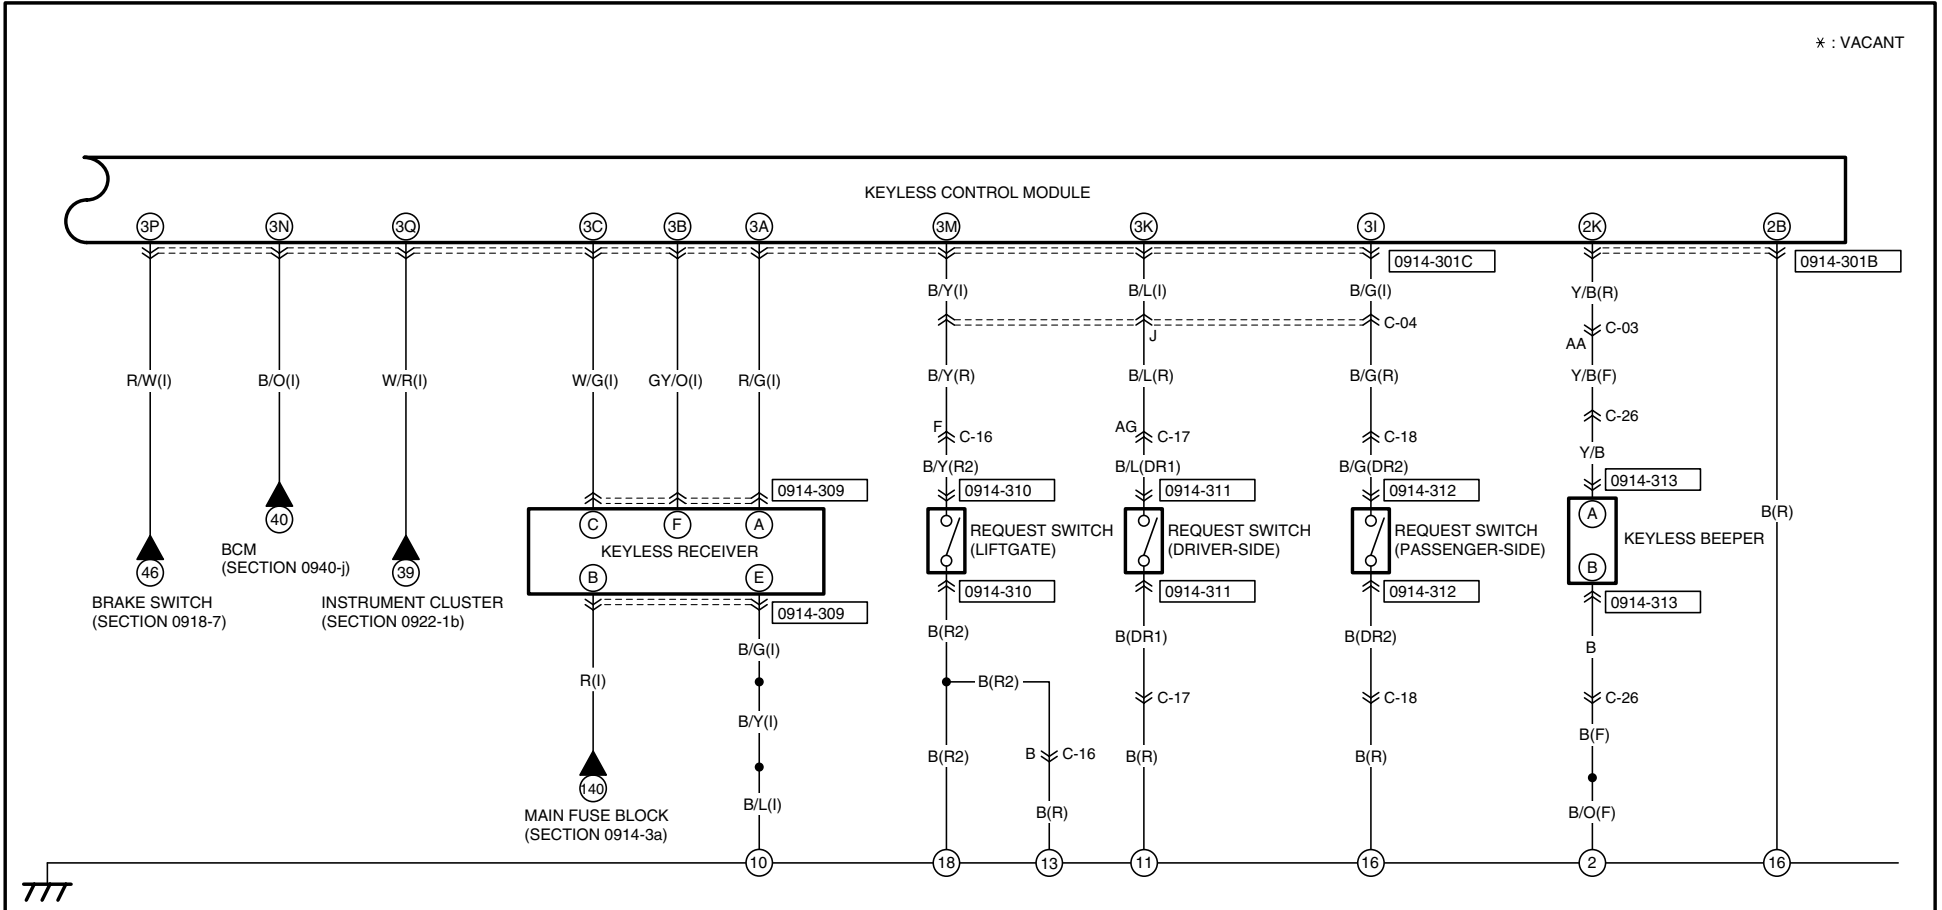 * : VACANT
KEYLESS CONTROL MODULE
3P 3N 3Q 3C 3B 3A 3M 3K 3I 2K 2B
0914-301C 0914-301B
B/Y(I) B/L(I) B/G(I) Y/B(R)
C-04 C-03
J AA
R/W(I) B/O(I) W/R(I) W/G(I) GY/O(I) R/G(I) B/Y(R) B/L(R) B/G(R) Y/B(F)
C-26
F C-16 AG C-17 C-18
Y/B
B/Y(R2) B/L(DR1) B/G(DR2)
0914-309 0914-310 0914-311 0914-312 0914-313
40 C F A A B(R)
REQUEST SWITCH REQUEST SWITCH REQUEST SWITCH
(LIFTGATE) (DRIVER-SIDE) (PASSENGER-SIDE)
KEYLESS RECEIVER KEYLESS BEEPER
BCM
(SECTION 0940-j)
46 39 B E B
0914-310 0914-311 0914-312 0914-313
BRAKE SWITCH
(SECTION 0918-7)
INSTRUMENT CLUSTER
(SECTION 0922-1b)
0914-309
B(R2) B(DR1) B(DR2) B
B/G(I)
R(I) B(R2)
C-17 C-18 C-26
B/Y(I) B(F)
B(R2) B C-16 B(R) B(R)
140
B/L(I) B(R) B/O(F)
MAIN FUSE BLOCK
(SECTION 0914-3a)
10 18 13 11 16 2 16